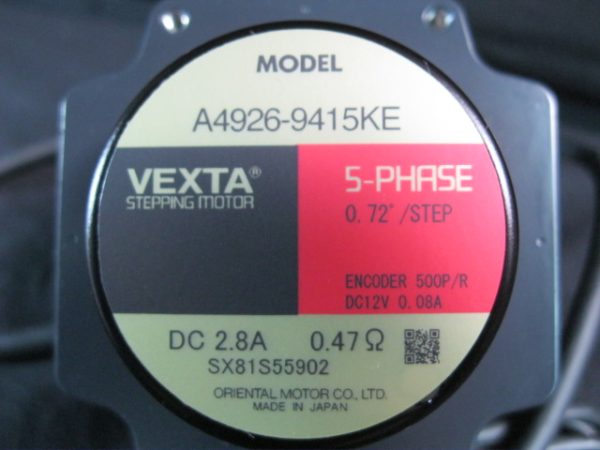 MODEL
A4926-9415KE
VEXTA®
STEPPING MOTOR
5-PHASE
0.72°/STEP
ENCODER 500P/R
DC12V 0.08A
DC 2.8A 0.47Ω
SX81S55902
ORIENTAL MOTOR CO., LTD.
MADE IN JAPAN